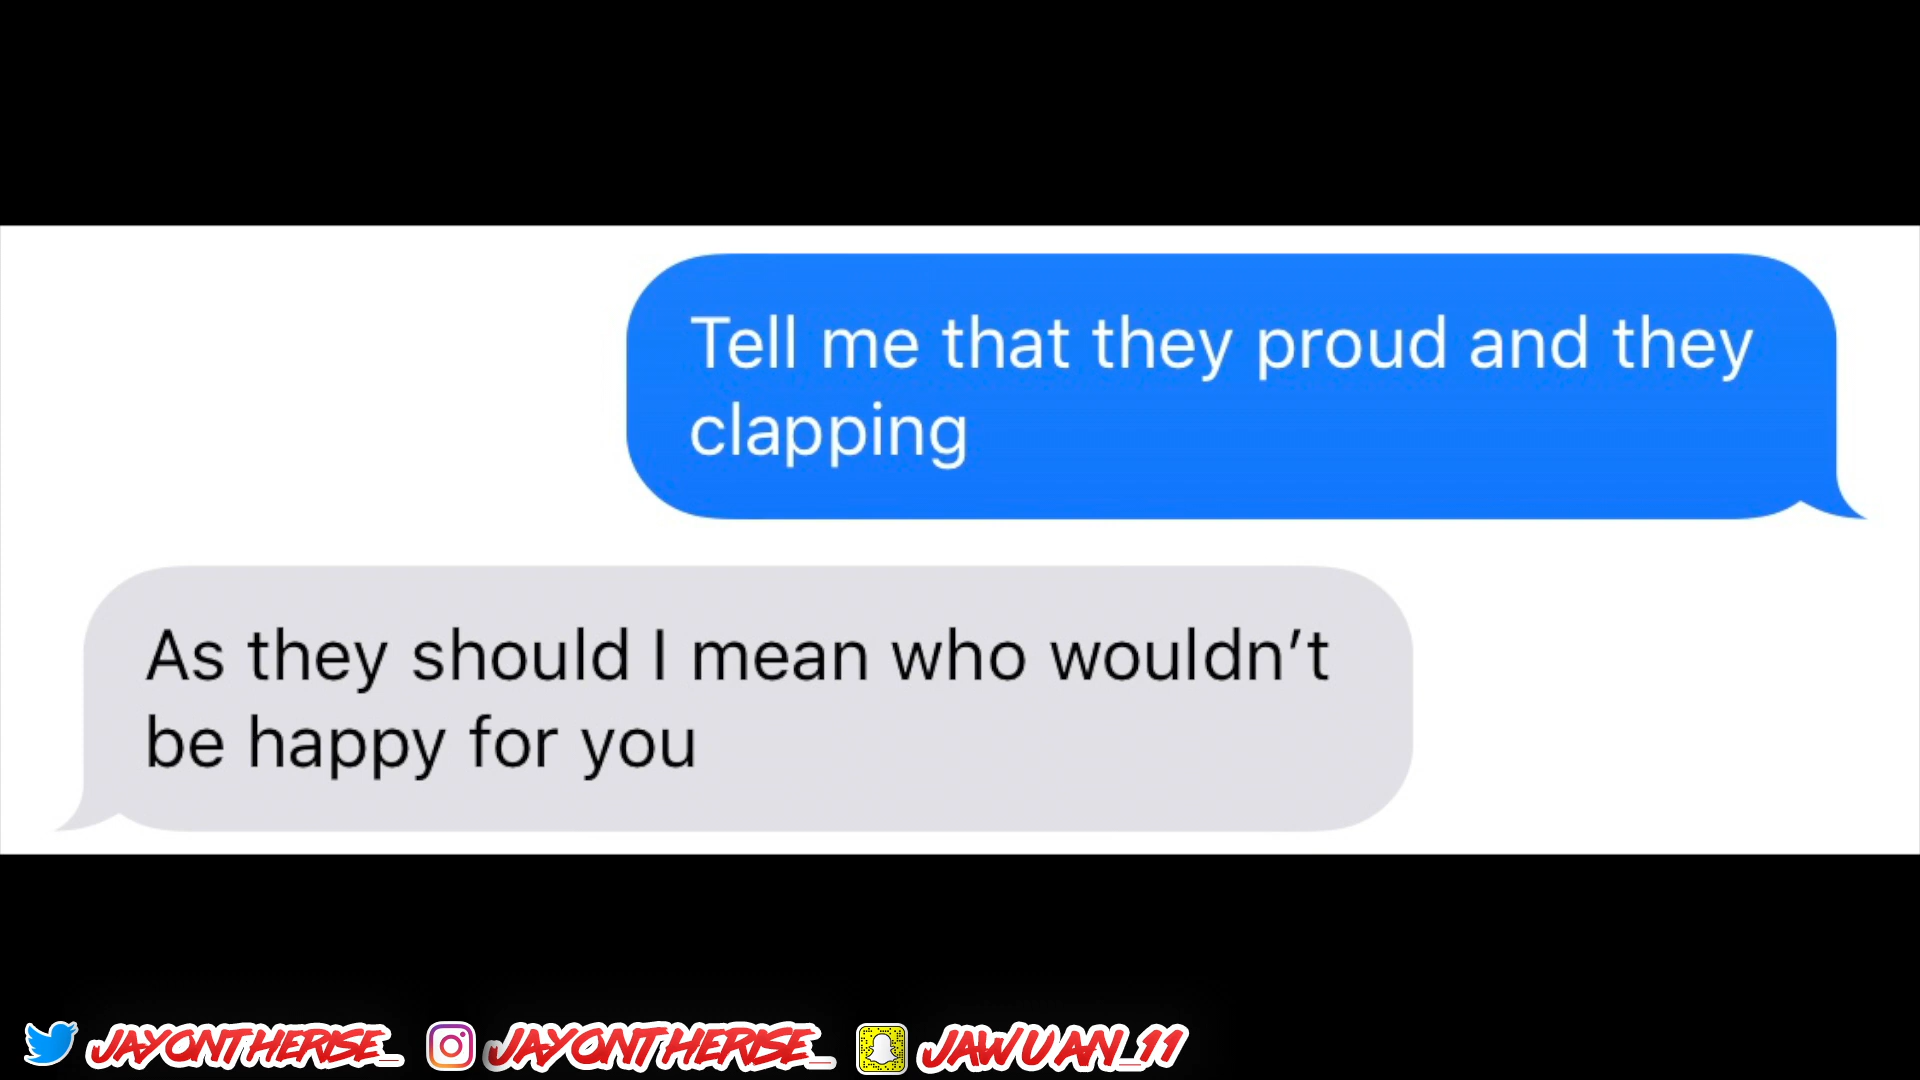 Tell me that they proud and they
clapping
As they should I mean who wouldn’t
be happy for you
JAYONTHERISE_ JAYONTHERISE_ JAWUAN_11